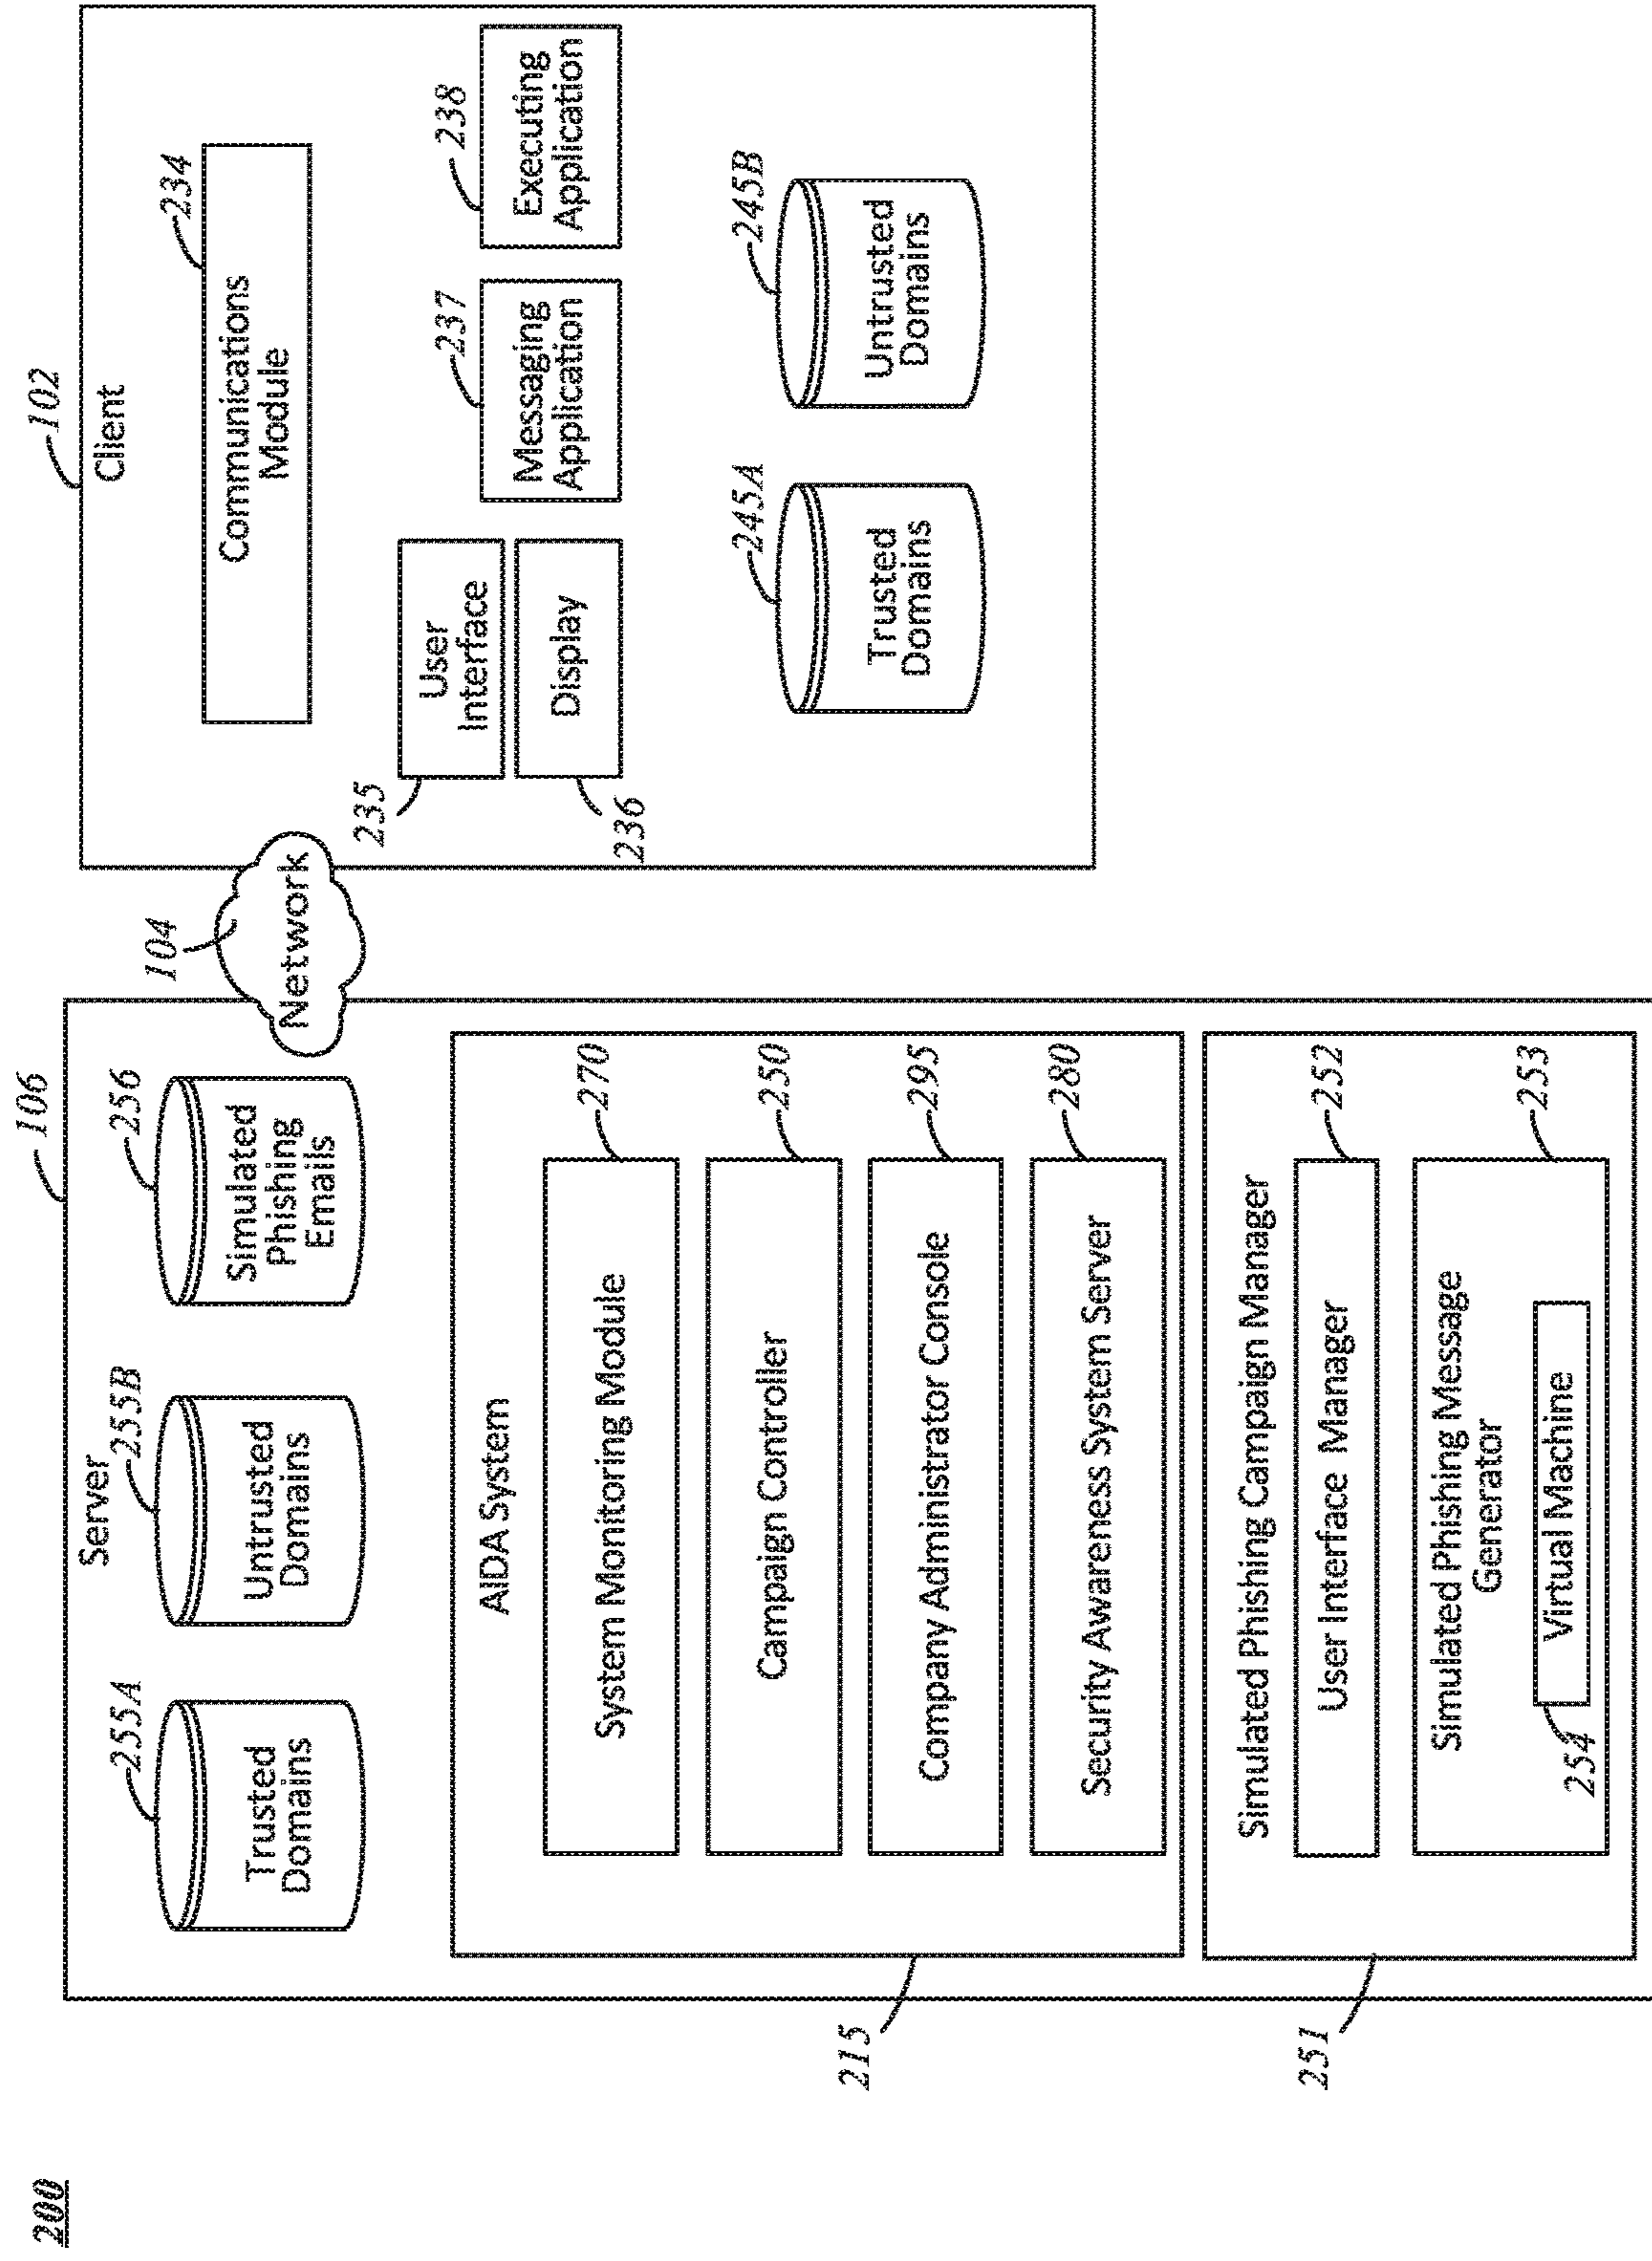 200
106
Server
255A
Trusted
Domains
255B
Untrusted
Domains
256
Simulated
Phishing
Emails
AIDA System
System Monitoring Module
270
Campaign Controller
250
Company Administrator Console
295
Security Awareness System Server
280
215
Simulated Phishing Campaign Manager
User Interface Manager
252
Simulated Phishing Message
Generator
253
Virtual Machine
254
251
104
Network
102
Client
Communications
Module
234
235
User
Interface
Display
236
237
Messaging
Application
238
Executing
Application
245A
Trusted
Domains
245B
Untrusted
Domains